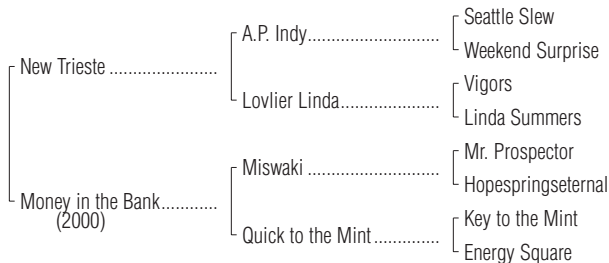 Seattle Slew
A.P. Indy..............................
Weekend Surprise
New Trieste .......................
Vigors
Lovlier Linda.......................
Linda Summers
Mr. Prospector
Miswaki ..............................
Hopespringseternal
Money in the Bank............
(2000)
Key to the Mint
Quick to the Mint...............
Energy Square